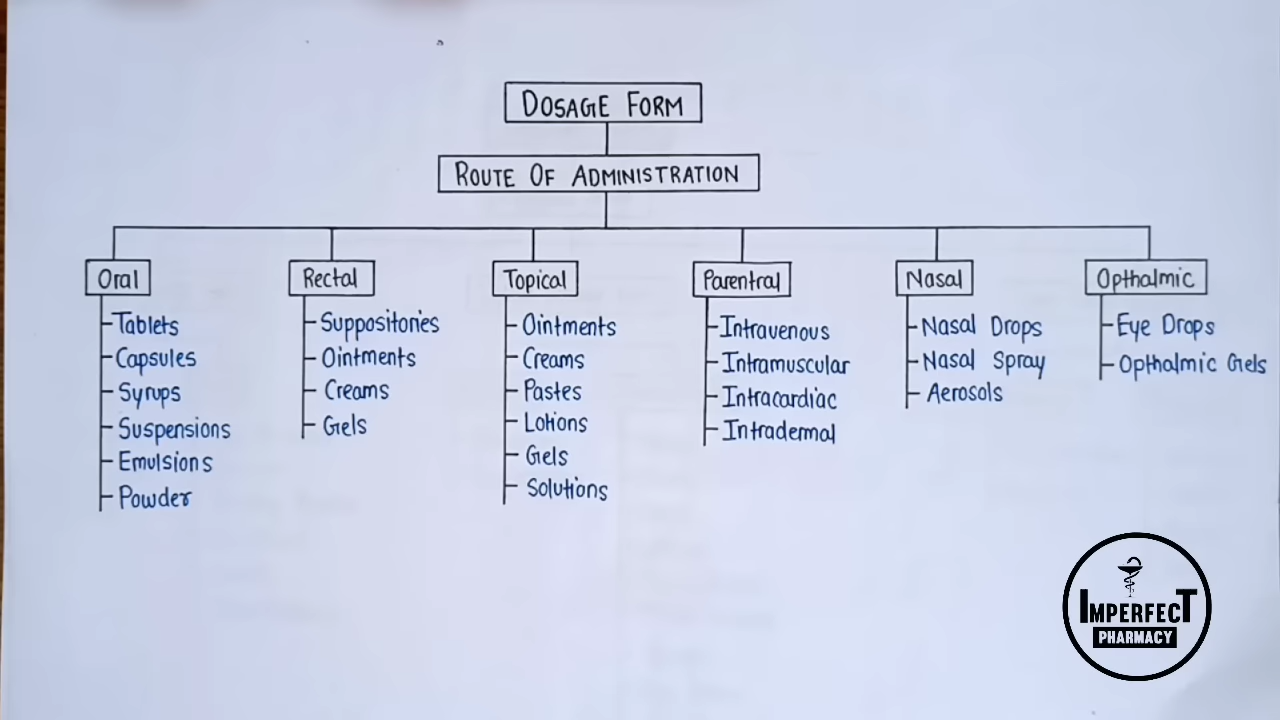 DOSAGE FORM
ROUTE OF ADMINISTRATION
Oral
Tablets
Capsules
Syrups
Suspensions
Emulsions
Powder
Rectal
Suppositories
Ointments
Creams
Gels
Topical
Ointments
Creams
Pastes
Lotions
Gels
Solutions
Parentral
Intravenous
Intramuscular
Intracardiac
Intradermal
Nasal
Nasal Drops
Nasal Spray
Aerosols
Opthalmic
Eye Drops
Opthalmic Gels
IMPERFECT
PHARMACY